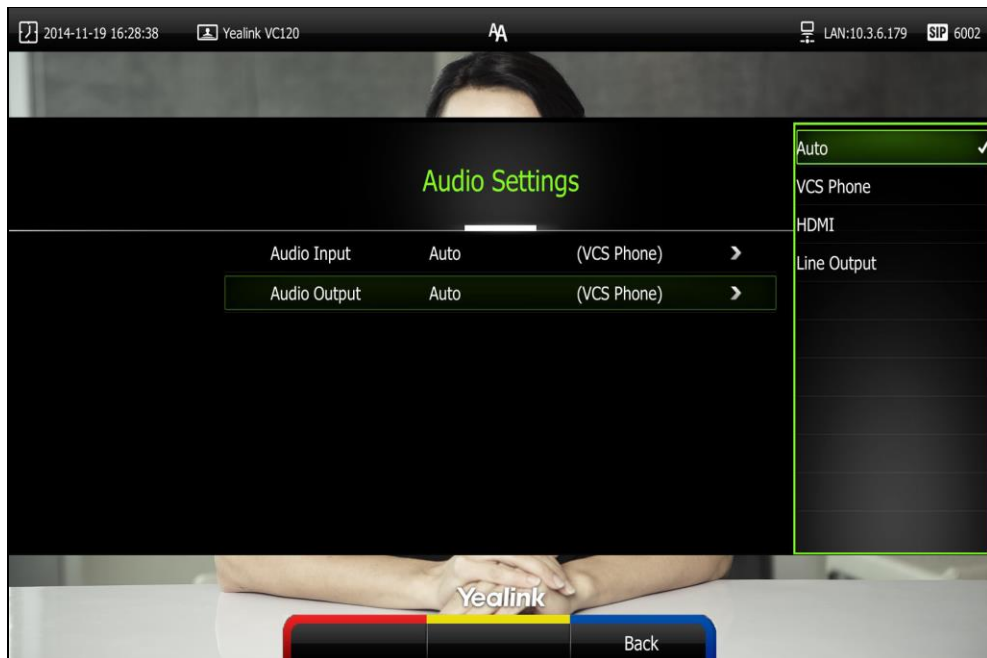 2014-11-19 16:28:38 Yealink VC120 AA LAN:10.3.6.179 SIP 6002
Audio Settings
Audio Input Auto (VCS Phone)
Audio Output Auto (VCS Phone)
Auto
VCS Phone
HDMI
Line Output
Yealink
Back